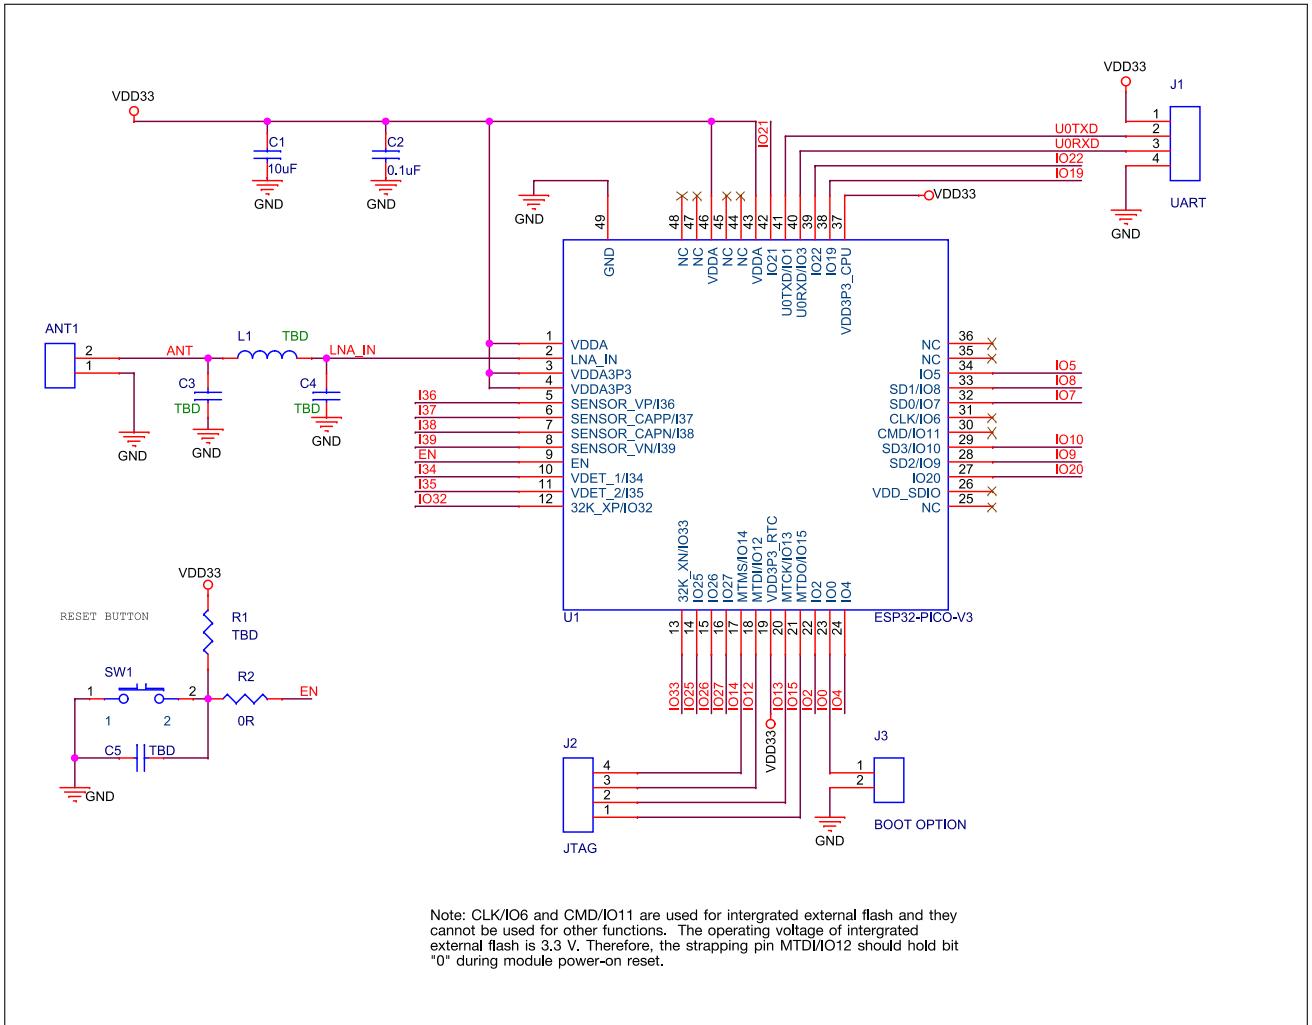 VDD33
C1
10uF
GND
C2
0.1uF
GND
GND
VDD33
J1
1
2
3
4
UART
GND
U0TXD
U0RXD
IO22
IO19
VDD33
IO21
49
48
47
46
45
44
43
42
41
40
39
38
37
GND
NC
NC
VDDA
NC
NC
VDDA
IO21
U0TXD/IO1
U0RXD/IO3
IO22
IO19
VDD3P3_CPU
ANT1
2
1
ANT
GND
L1
TBD
LNA_IN
C3
TBD
GND
C4
TBD
GND
1 VDDA
2 LNA_IN
3 VDDA3P3
4 VDDA3P3
I36 5 SENSOR_VP/I36
I37 6 SENSOR_CAPP/I37
I38 7 SENSOR_CAPN/I38
I39 8 SENSOR_VN/I39
EN 9 EN
I34 10 VDET_1/I34
I35 11 VDET_2/I35
IO32 12 32K_XP/IO32
NC 36
NC 35
IO5 34 IO5
SD1/IO8 33 IO8
SD0/IO7 32 IO7
CLK/IO6 31
CMD/IO11 30
SD3/IO10 29 IO10
SD2/IO9 28 IO9
IO20 27 IO20
VDD_SDIO 26
NC 25
32K_XN/IO33
IO25
IO26
IO27
MTMS/IO14
MTDI/IO12
VDD3P3_RTC
MTCK/IO13
MTDO/IO15
IO2
IO0
IO4
U1
ESP32-PICO-V3
13
14
15
16
17
18
19
20
21
22
23
24
IO33
IO25
IO26
IO27
IO14
IO12
VDD33
IO13
IO15
IO2
IO0
IO4
VDD33
RESET BUTTON
R1
TBD
SW1
1
2
1
2
R2
0R
EN
C5
TBD
GND
J2
4
3
2
1
JTAG
J3
1
2
GND
BOOT OPTION
Note: CLK/IO6 and CMD/IO11 are used for intergrated external flash and they
cannot be used for other functions. The operating voltage of intergrated
external flash is 3.3 V. Therefore, the strapping pin MTDI/IO12 should hold bit
"0" during module power-on reset.